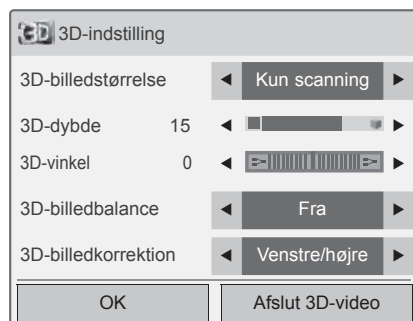 3D 3D-indstilling
3D-billedstørrelse ◄ Kun scanning ►
3D-dybde 15 ◄ ►
3D-vinkel 0 ◄ ►
3D-billedbalance ◄ Fra ►
3D-billedkorrektion ◄ Venstre/højre ►
OK Afslut 3D-video